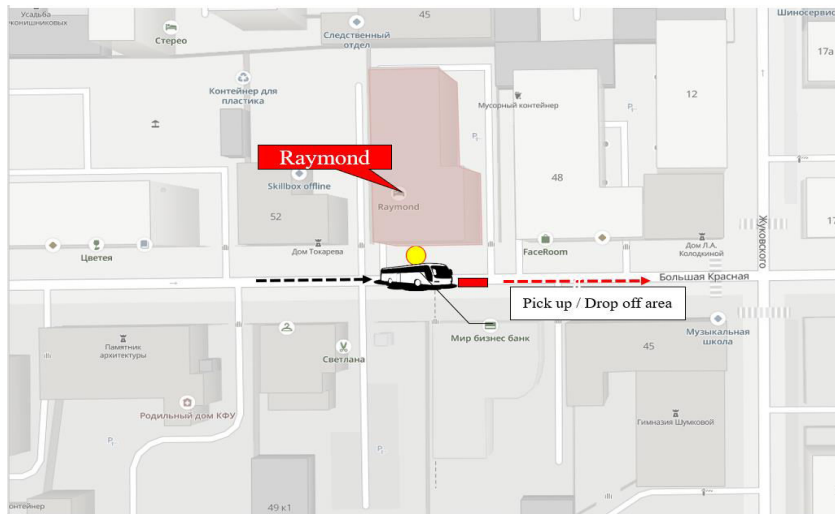 Усадьба
коншиных
Стерео
45
Следственный
отдел
Шиносервис
17а
Контейнер для
пластика
Мусорный контейнер
12
Raymond
Skillbox offline
Raymond
48
52
Дом Токарева
Цветея
FaceRoom
Дом Л.А.
Колодкиной
Жуковского
17
Большая Красная
Pick up / Drop off area
Памятник
архитектуры
Светлана
Мир бизнес банк
45
Музыкальная
школа
Родильный дом КФУ
Гимназия Шумковой
49 к1
онтейнер